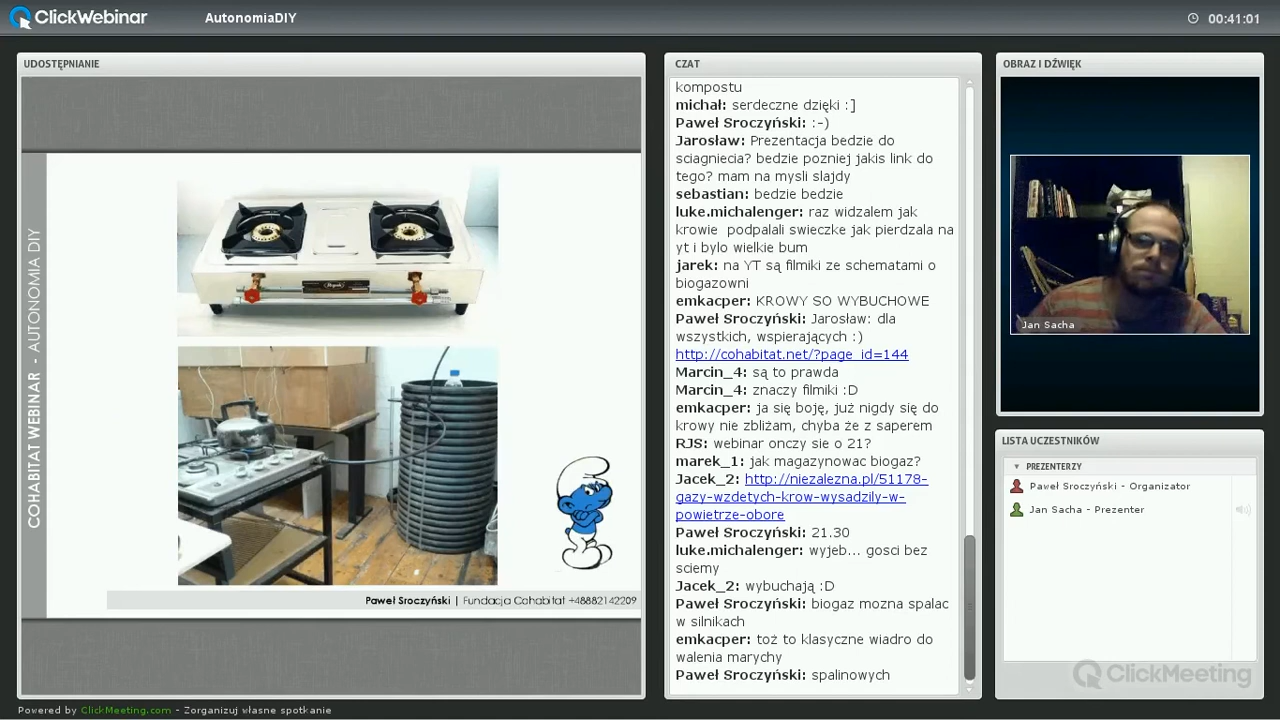 ClickWebinar
AutonomiaDIY
00:41:01
UDOSTĘPNIANIE
COHABITAT WEBINAR - AUTONOMIA DIY
Paweł Sroczyński | Fundacja Cohabitat +48882142209
CZAT
kompostu
michał: serdeczne dzięki :]
Paweł Sroczyński: :-)
Jarosław: Prezentacja bedzie do
sciagniecia? bedzie pozniej jakis link do
tego? mam na mysli slajdy
sebastian: bedzie bedzie
luke.michalenger: raz widzalem jak
krowie podpalali swieczke jak pierdzala na
yt i bylo wielkie bum
jarek: na YT są filmiki ze schematami o
biogazowni
emkacper: KROWY SO WYBUCHOWE
Paweł Sroczyński: Jarosław: dla
wszystkich, wspierających :)
http://cohabitat.net/?page_id=144
Marcin_4: są to prawda
Marcin_4: znaczy filmiki :D
emkacper: ja się boję, już nigdy się do
krowy nie zbliżam, chyba że z saperem
RJS: webinar onczy sie o 21?
marek_1: jak magazynowac biogaz?
Jacek_2: http://niezalezna.pl/51178-
gazy-wzdetych-krow-wysadzily-w-
powietrze-obore
Paweł Sroczyński: 21.30
luke.michalenger: wyjeb... gosci bez
sciemy
Jacek_2: wybuchają :D
Paweł Sroczyński: biogaz mozna spalac
w silnikach
emkacper: toż to klasyczne wiadro do
walenia marychy
Paweł Sroczyński: spalinowych
OBRAZ I DŹWIĘK
Jan Sacha
LISTA UCZESTNIKÓW
PREZENTERZY
Paweł Sroczyński - Organizator
Jan Sacha - Prezenter
ClickMeeting
Powered by ClickMeeting.com - Zorganizuj własne spotkanie